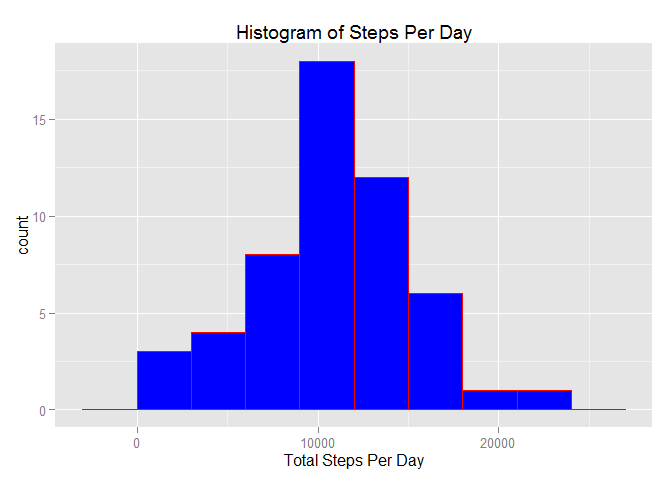 Histogram of Steps Per Day
15
10
5
0
count
0 10000 20000
Total Steps Per Day